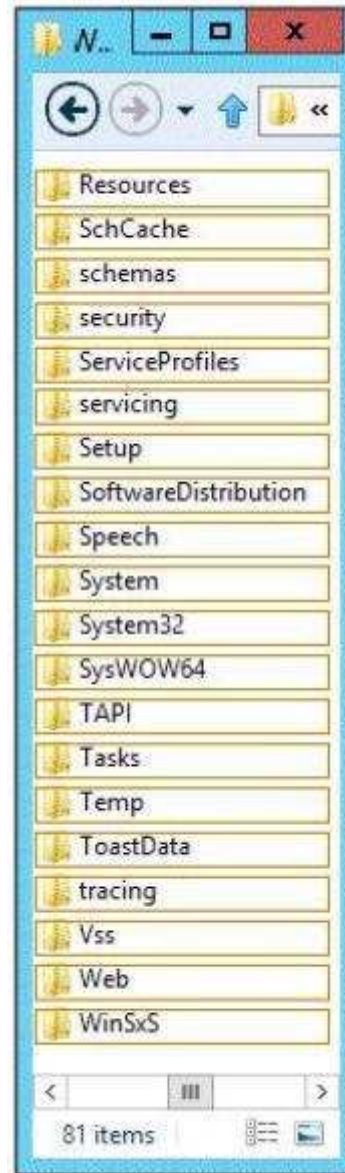 N...
«
Resources
SchCache
schemas
security
ServiceProfiles
servicing
Setup
SoftwareDistribution
Speech
System
System32
SysWOW64
TAPI
Tasks
Temp
ToastData
tracing
Vss
Web
WinSxS
81 items